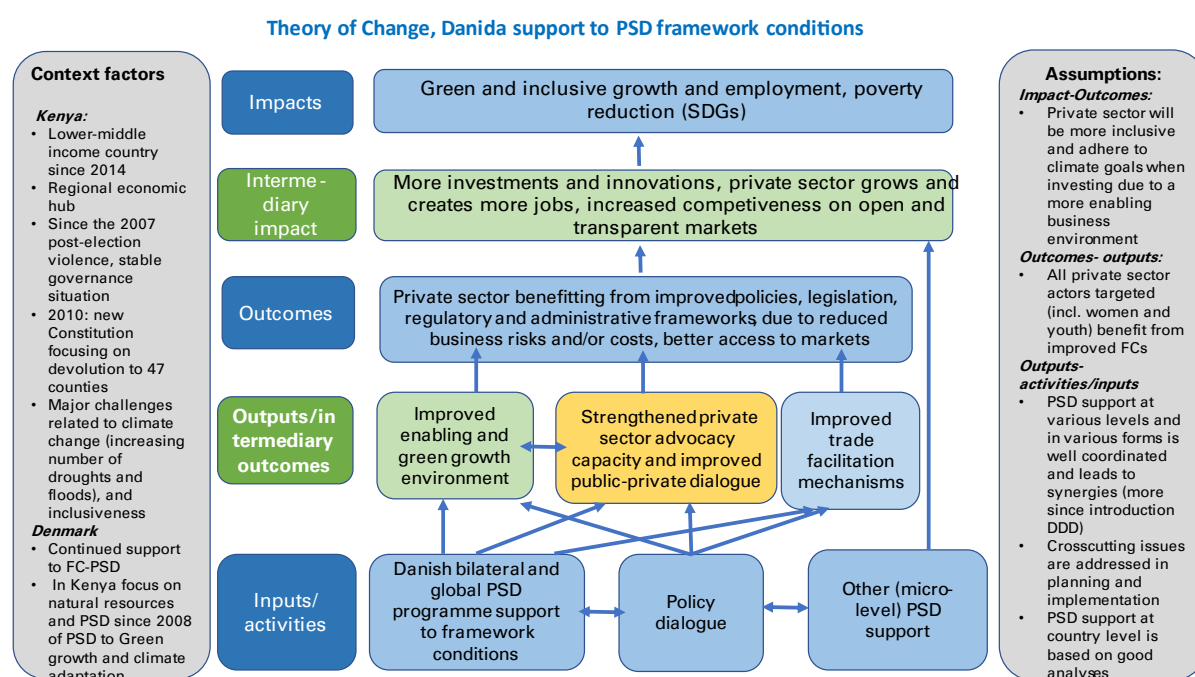 Theory of Change, Danida support to PSD framework conditions
Context factors
Kenya:
• Lower-middle
income country
since 2014
• Regional economic
hub
• Since the 2007
post-election
violence, stable
governance
situation
• 2010: new
Constitution
focusing on
devolution to 47
counties
• Major challenges
related to climate
change (increasing
number of
droughts and
floods), and
inclusiveness
Denmark
• Continued support
to FC-PSD
• In Kenya focus on
natural resources
and PSD since 2008
of PSD to Green
growth and climate
adaptation
Impacts
Green and inclusive growth and employment, poverty
reduction (SDGs)
Interme-
diary
impact
More investments and innovations, private sector grows and
creates more jobs, increased competiveness on open and
transparent markets
Outcomes
Private sector benefitting from improved policies, legislation,
regulatory and administrative frameworks, due to reduced
business risks and/or costs, better access to markets
Outputs/in
termediary
outcomes
Improved
enabling and
green growth
environment
Strengthened private
sector advocacy
capacity and improved
public-private dialogue
Improved
trade
facilitation
mechanisms
Inputs/
activities
Danish bilateral and
global PSD
programme support
to framework
conditions
Policy
dialogue
Other (micro-
level) PSD
support
Assumptions:
Impact-Outcomes:
• Private sector will
be more inclusive
and adhere to
climate goals when
investing due to a
more enabling
business
environment
Outcomes- outputs:
• All private sector
actors targeted
(incl. women and
youth) benefit from
improved FCs
Outputs-
activities/inputs
• PSD support at
various levels and
in various forms is
well coordinated
and leads to
synergies (more
since introduction
DDD)
• Crosscutting issues
are addressed in
planning and
implementation
• PSD support at
country level is
based on good
analyses